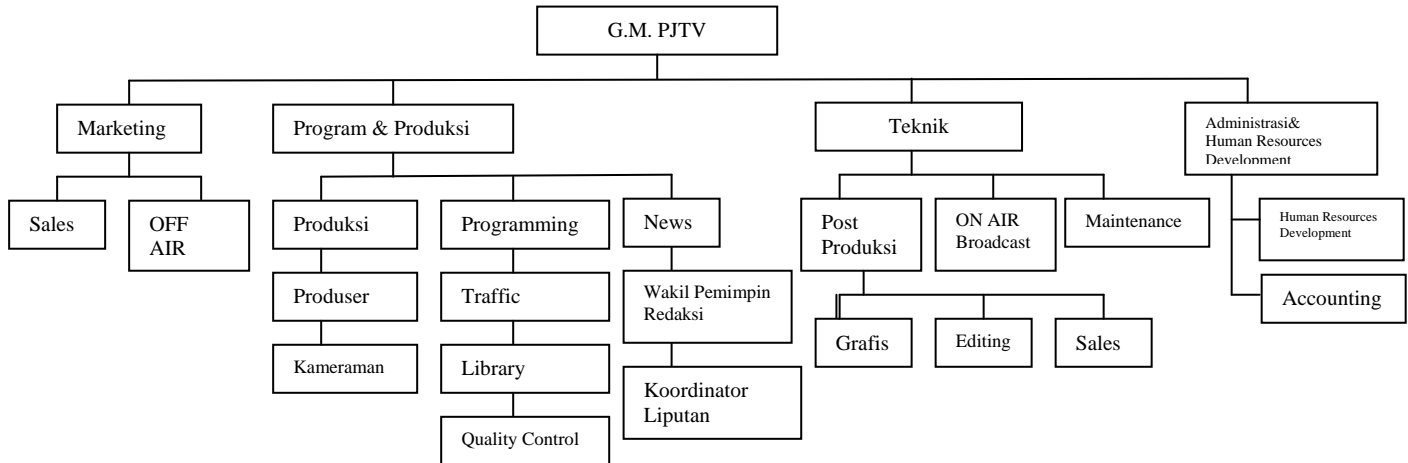 G.M. PJTV
Marketing
Program & Produksi
Teknik
Administrasi&
Human Resources
Development
Sales
OFF
AIR
Produksi
Programming
News
Post
Produksi
ON AIR
Broadcast
Maintenance
Human Resources
Development
Produser
Traffic
Wakil Pemimpin
Redaksi
Accounting
Kameraman
Library
Koordinator
Liputan
Grafis
Editing
Sales
Quality Control